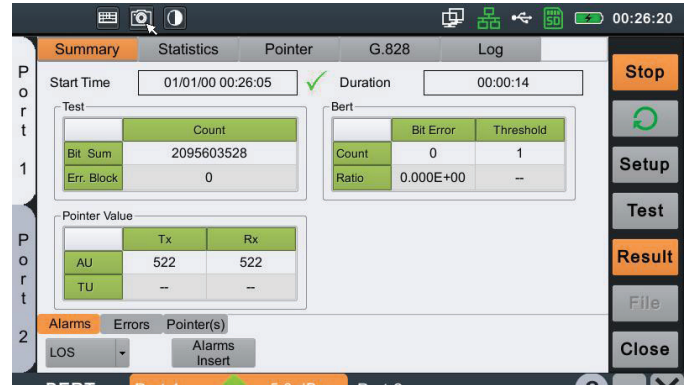 SD
00:26:20
Summary Statistics Pointer G.828 Log
Port 1
Port 2
Start Time 01/01/00 00:26:05 Duration 00:00:14
Test
Count
Bit Sum 2095603528
Err. Block 0
Bert
Bit Error Threshold
Count 0 1
Ratio 0.000E+00 --
Pointer Value
Tx Rx
AU 522 522
TU -- --
Alarms Errors Pointer(s)
LOS
Alarms
Insert
Stop
Setup
Test
Result
File
Close